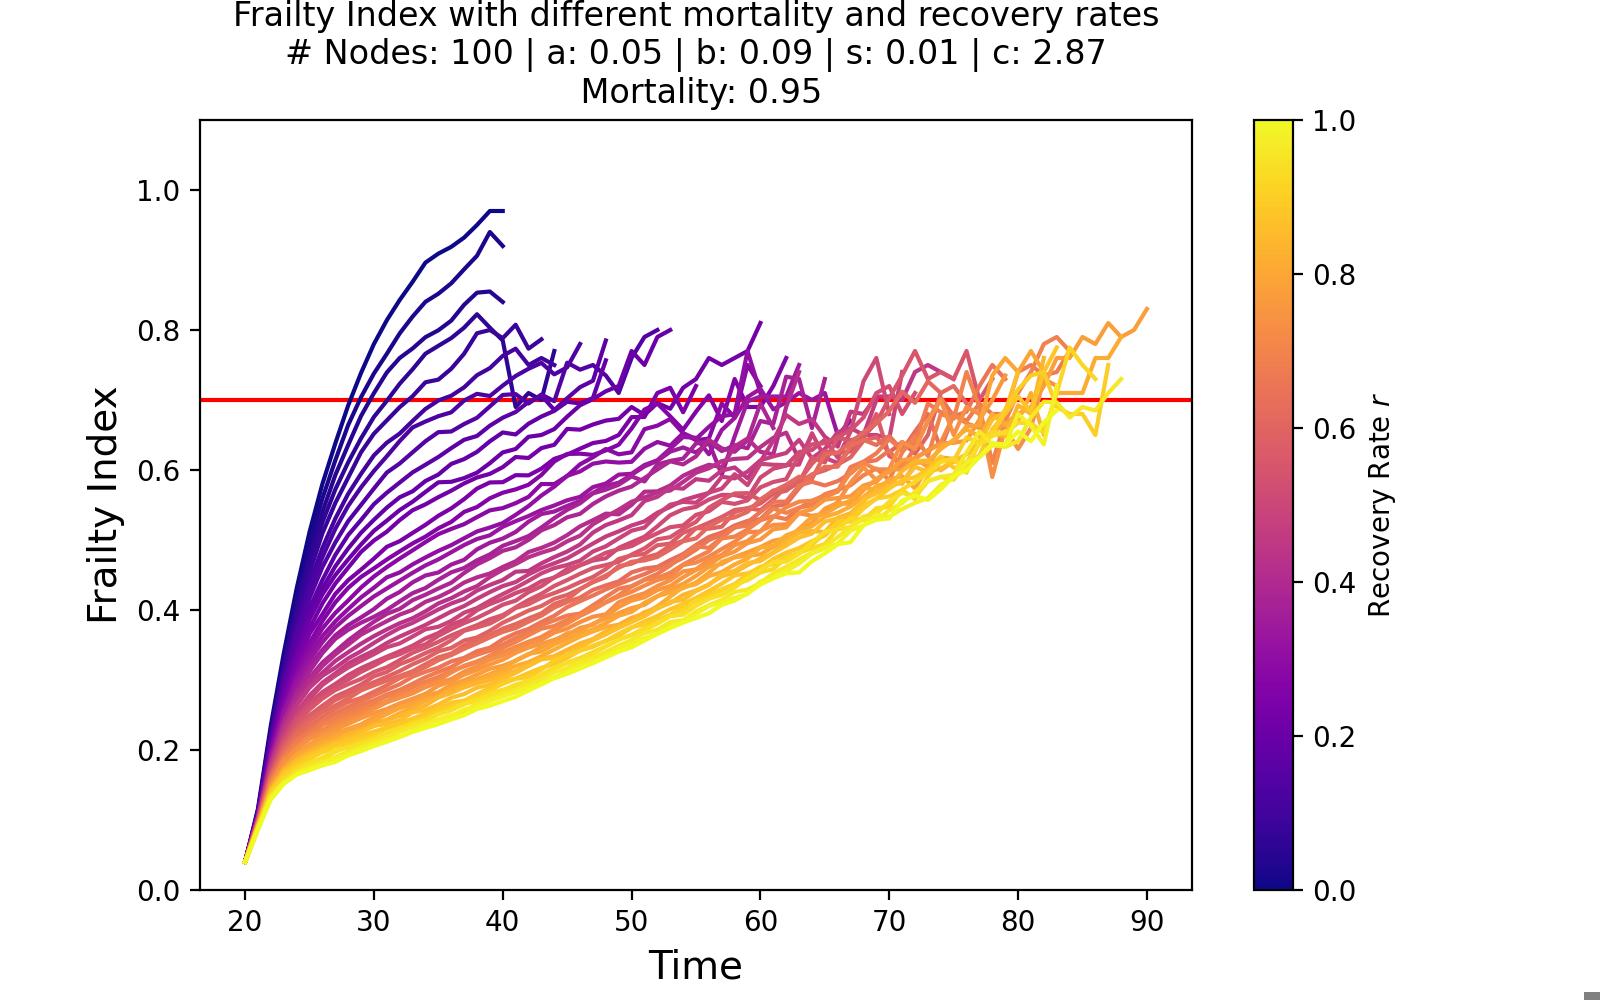 Frailty Index with different mortality and recovery rates
# Nodes: 100 | a: 0.05 | b: 0.09 | s: 0.01 | c: 2.87
Mortality: 0.95
Frailty Index
1.0
0.8
0.6
0.4
0.2
0.0
20 30 40 50 60 70 80 90
Time
1.0
0.8
0.6
0.4
0.2
0.0
Recovery Rate r